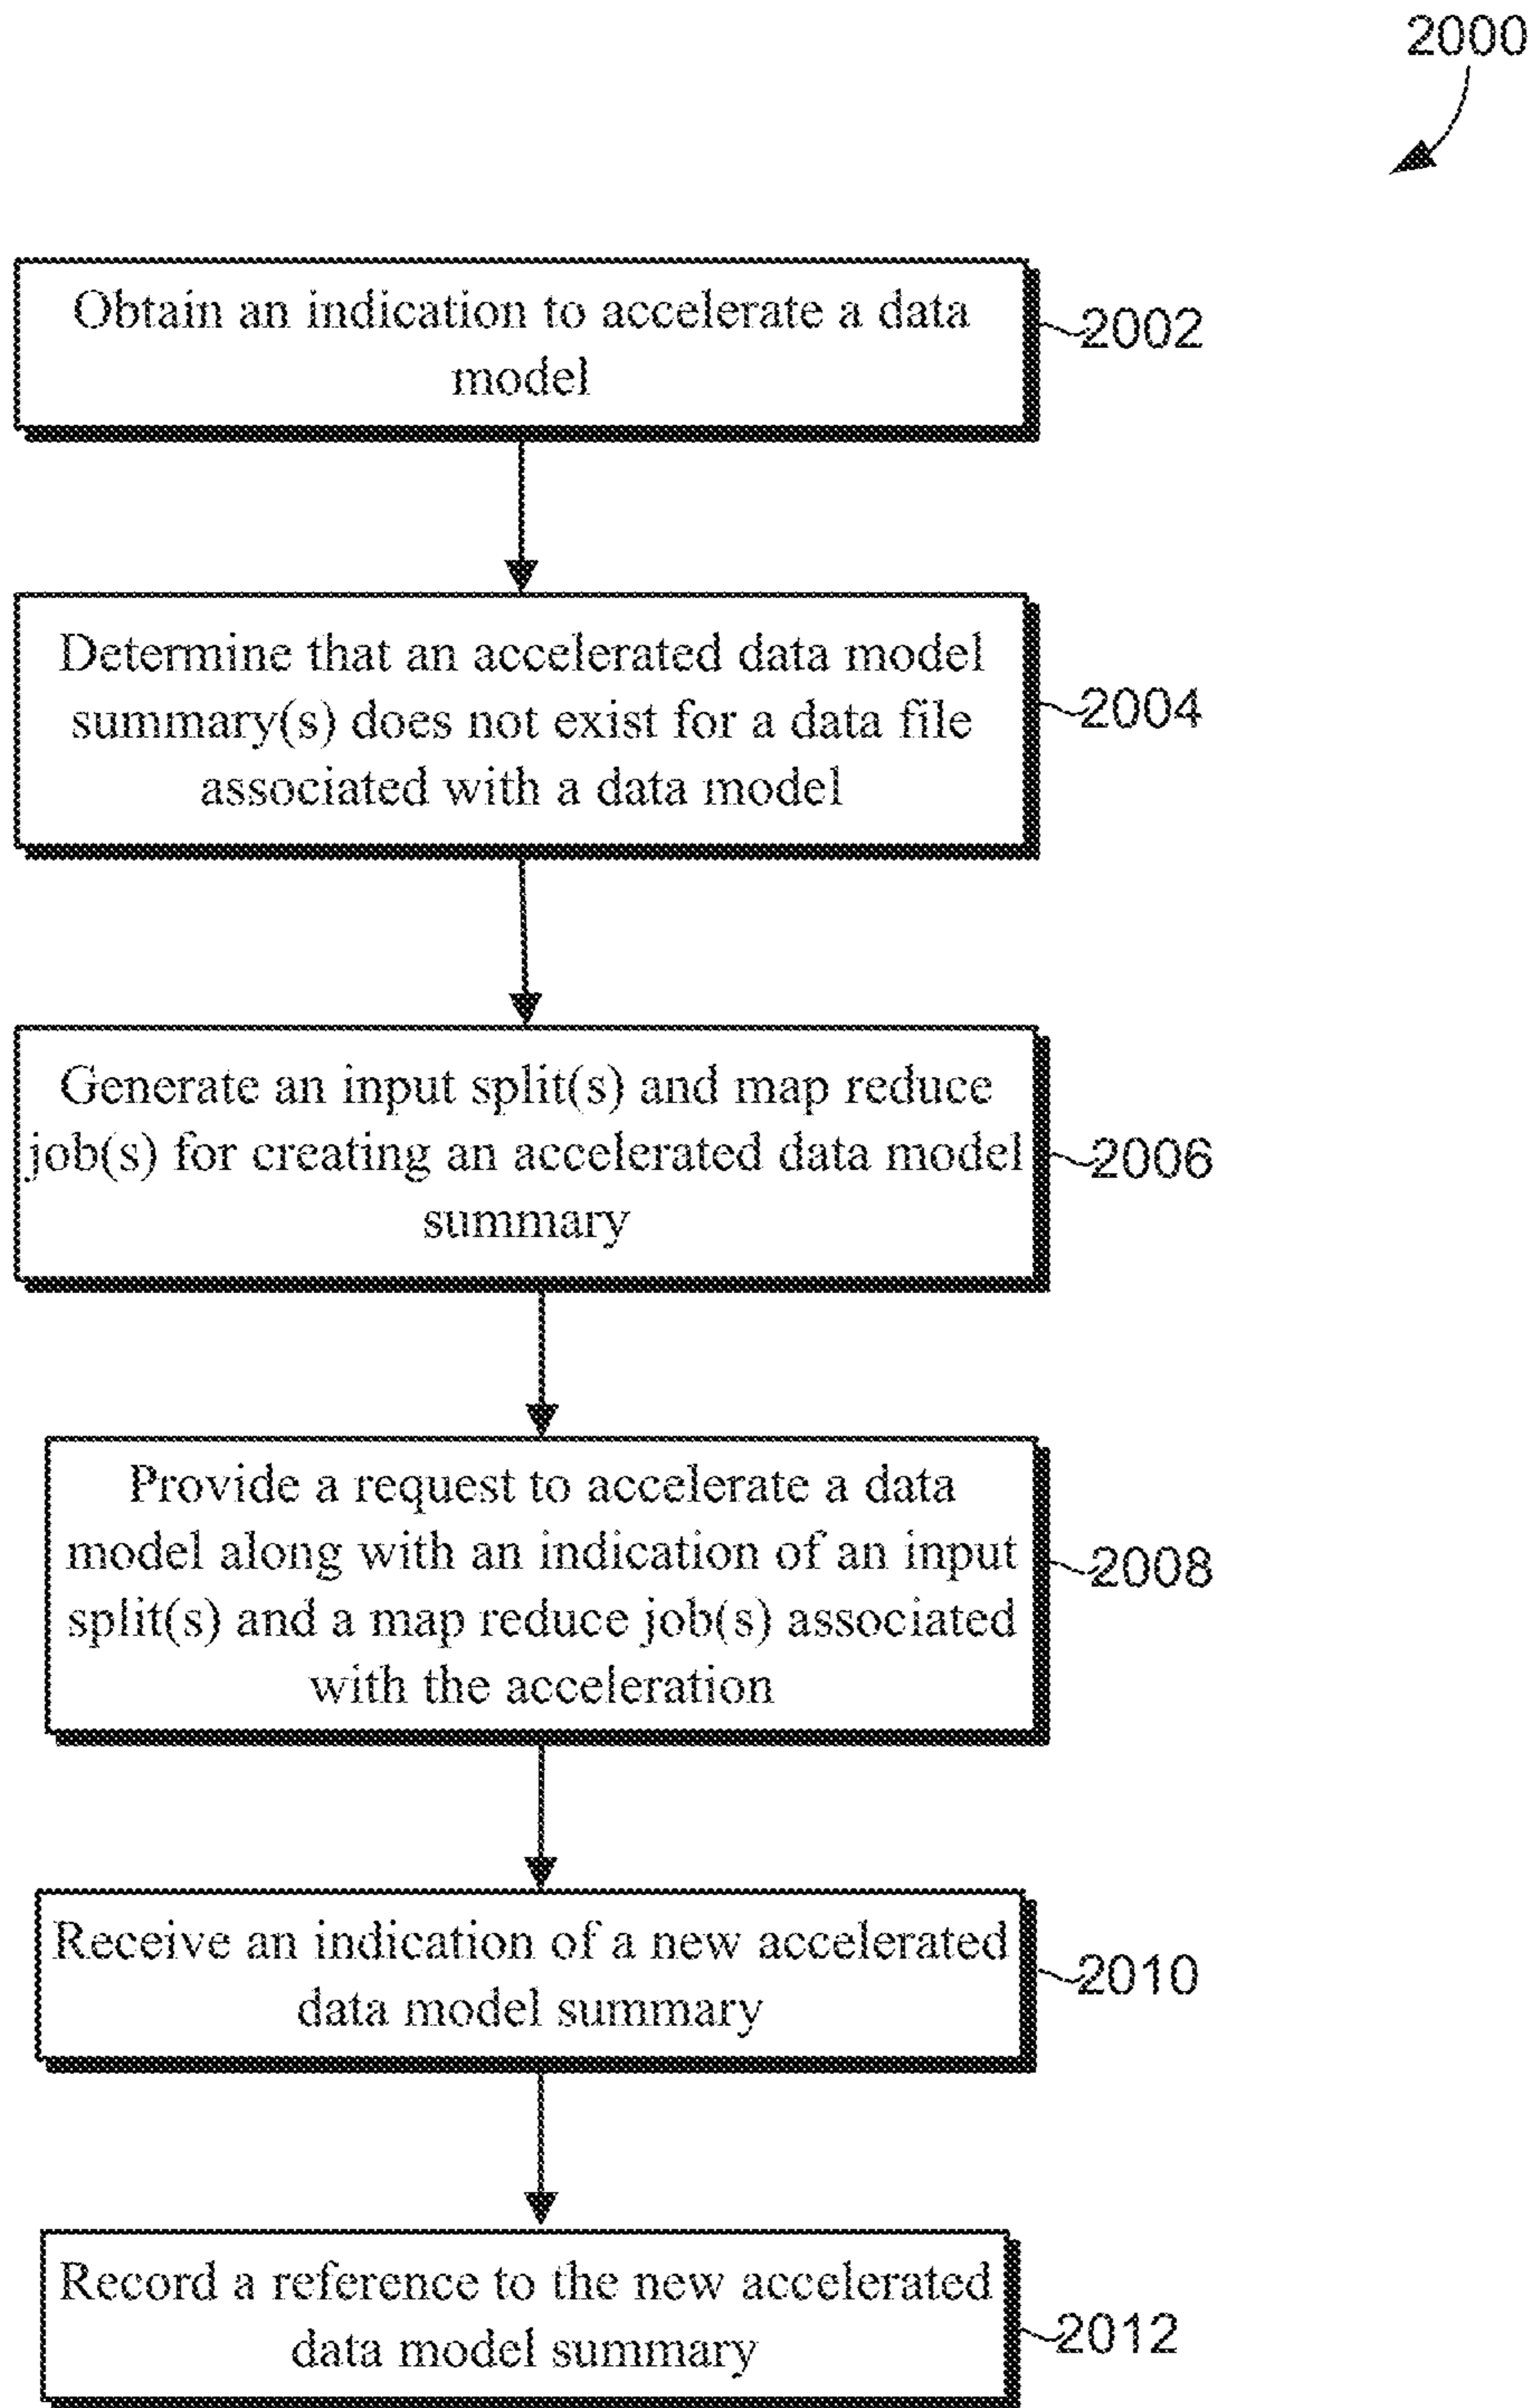 2000
Obtain an indication to accelerate a data
model
2002
Determine that an accelerated data model
summary(s) does not exist for a data file
associated with a data model
2004
Generate an input split(s) and map reduce
job(s) for creating an accelerated data model
summary
2006
Provide a request to accelerate a data
model along with an indication of an input
split(s) and a map reduce job(s) associated
with the acceleration
2008
Receive an indication of a new accelerated
data model summary
2010
Record a reference to the new accelerated
data model summary
2012